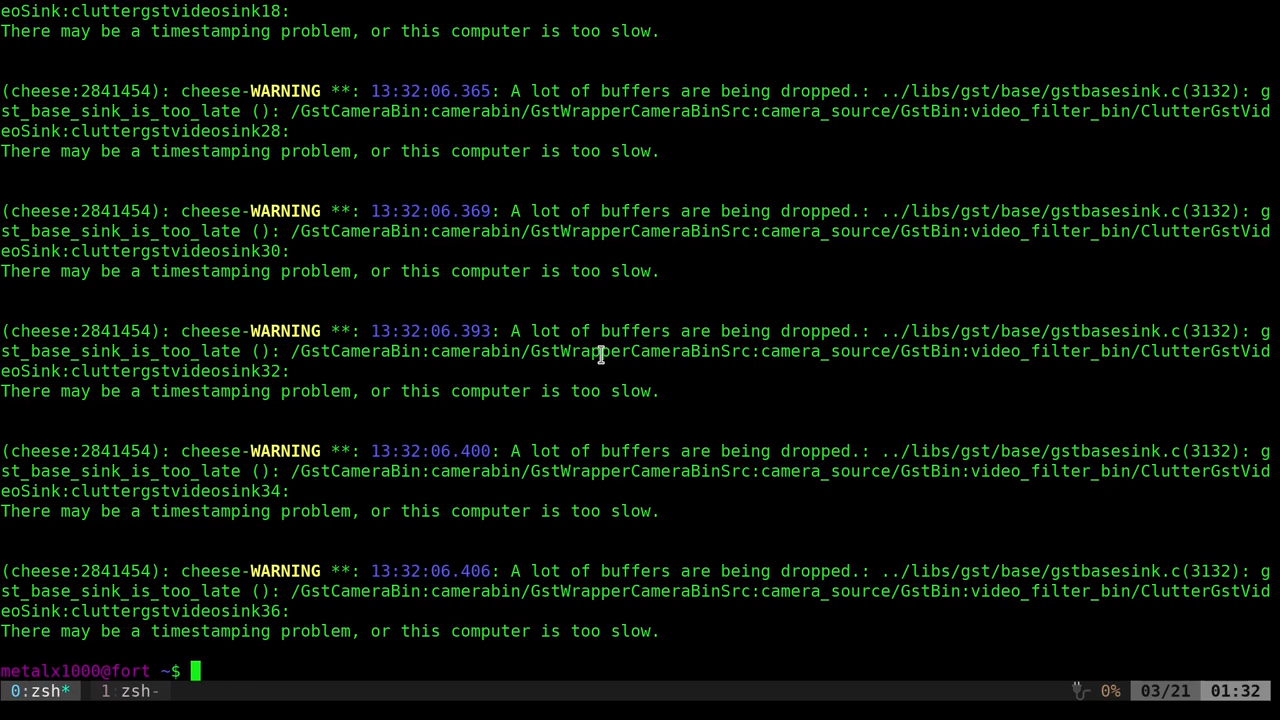 eoSink:cluttergstvideosink18:
There may be a timestamping problem, or this computer is too slow.
(cheese:2841454): cheese-WARNING **: 13:32:06.365: A lot of buffers are being dropped.: ../libs/gst/base/gstbasesink.c(3132): g
st_base_sink_is_too_late (): /GstCameraBin:camerabin/GstWrapperCameraBinSrc:camera_source/GstBin:video_filter_bin/ClutterGstVid
eoSink:cluttergstvideosink28:
There may be a timestamping problem, or this computer is too slow.
(cheese:2841454): cheese-WARNING **: 13:32:06.369: A lot of buffers are being dropped.: ../libs/gst/base/gstbasesink.c(3132): g
st_base_sink_is_too_late (): /GstCameraBin:camerabin/GstWrapperCameraBinSrc:camera_source/GstBin:video_filter_bin/ClutterGstVid
eoSink:cluttergstvideosink30:
There may be a timestamping problem, or this computer is too slow.
(cheese:2841454): cheese-WARNING **: 13:32:06.393: A lot of buffers are being dropped.: ../libs/gst/base/gstbasesink.c(3132): g
st_base_sink_is_too_late (): /GstCameraBin:camerabin/GstWrapperCameraBinSrc:camera_source/GstBin:video_filter_bin/ClutterGstVid
eoSink:cluttergstvideosink32:
There may be a timestamping problem, or this computer is too slow.
(cheese:2841454): cheese-WARNING **: 13:32:06.400: A lot of buffers are being dropped.: ../libs/gst/base/gstbasesink.c(3132): g
st_base_sink_is_too_late (): /GstCameraBin:camerabin/GstWrapperCameraBinSrc:camera_source/GstBin:video_filter_bin/ClutterGstVid
eoSink:cluttergstvideosink34:
There may be a timestamping problem, or this computer is too slow.
(cheese:2841454): cheese-WARNING **: 13:32:06.406: A lot of buffers are being dropped.: ../libs/gst/base/gstbasesink.c(3132): g
st_base_sink_is_too_late (): /GstCameraBin:camerabin/GstWrapperCameraBinSrc:camera_source/GstBin:video_filter_bin/ClutterGstVid
eoSink:cluttergstvideosink36:
There may be a timestamping problem, or this computer is too slow.
metalx1000@fort ~$
0:zsh* 1:zsh- 0% 03/21 01:32